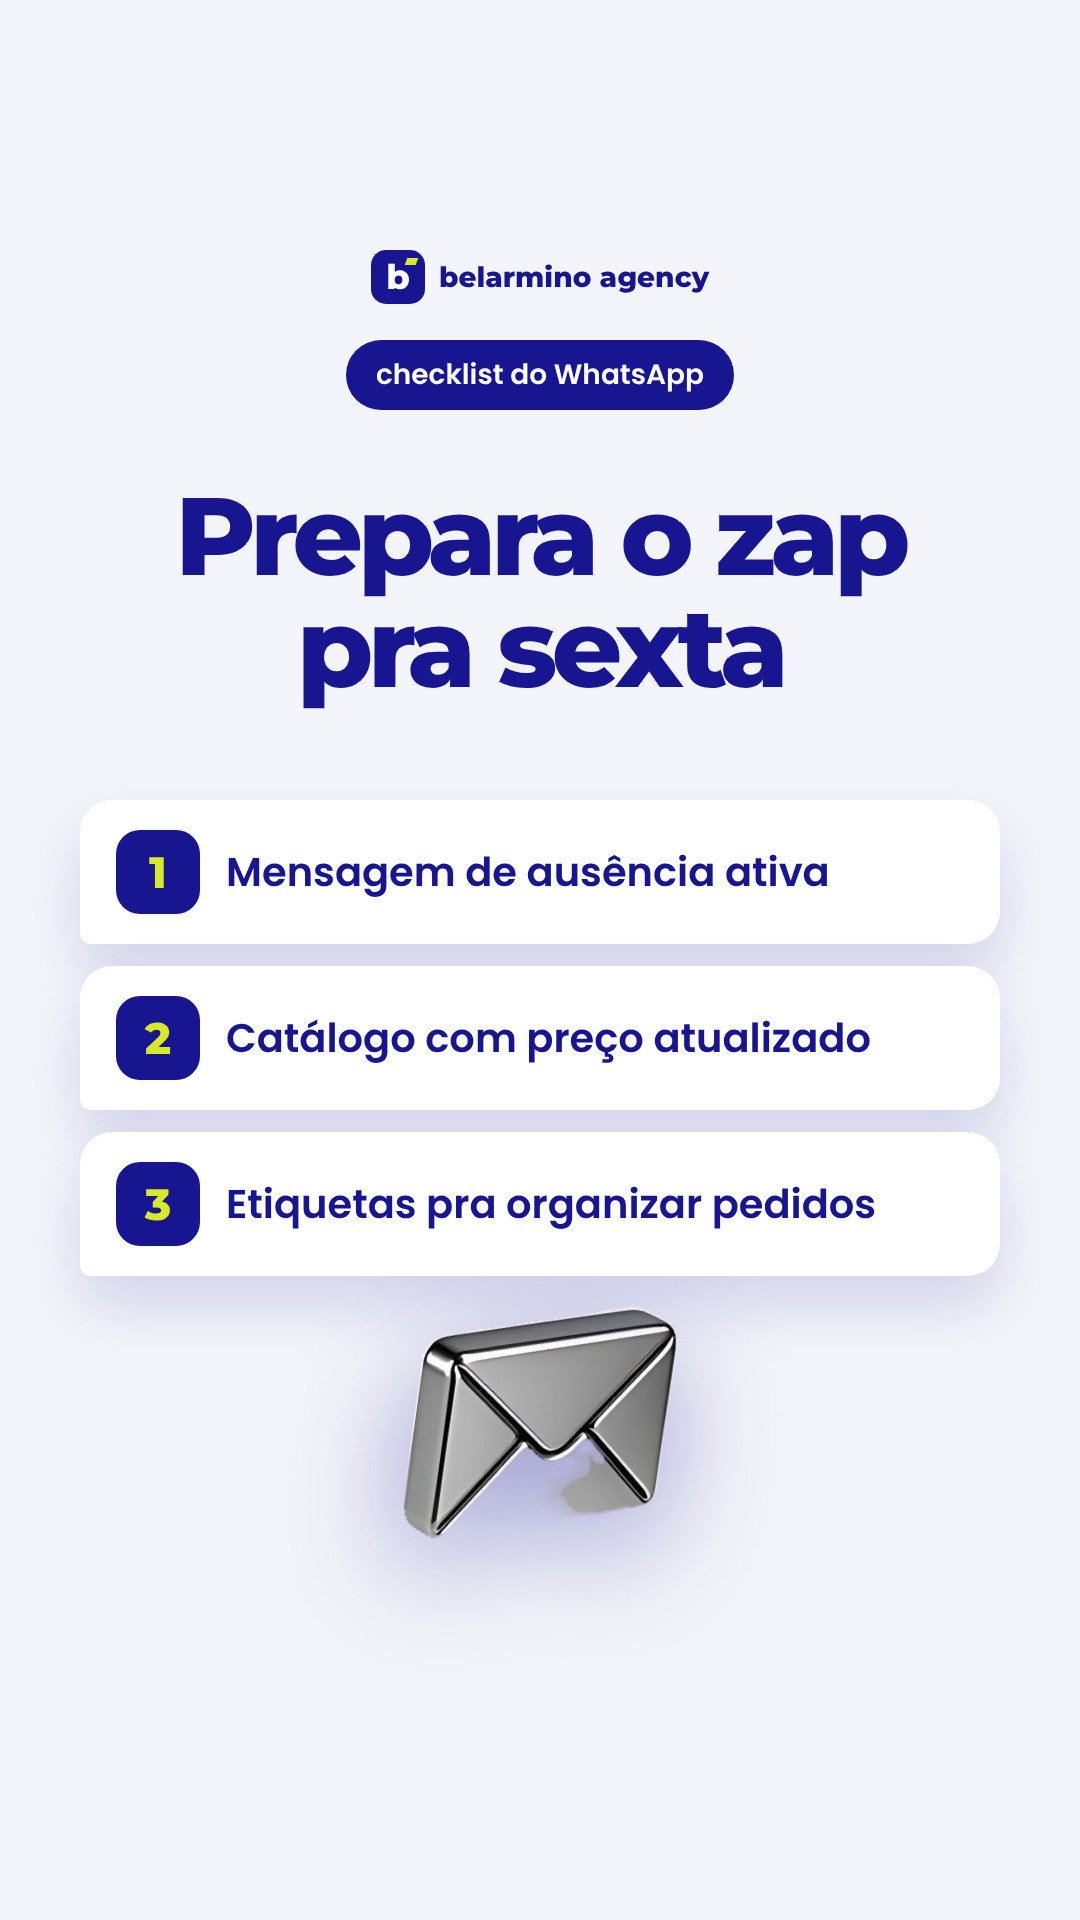 b
belarmino agency
checklist do WhatsApp
Prepara o zap
pra sexta
1 Mensagem de ausência ativa
2 Catálogo com preço atualizado
3 Etiquetas pra organizar pedidos